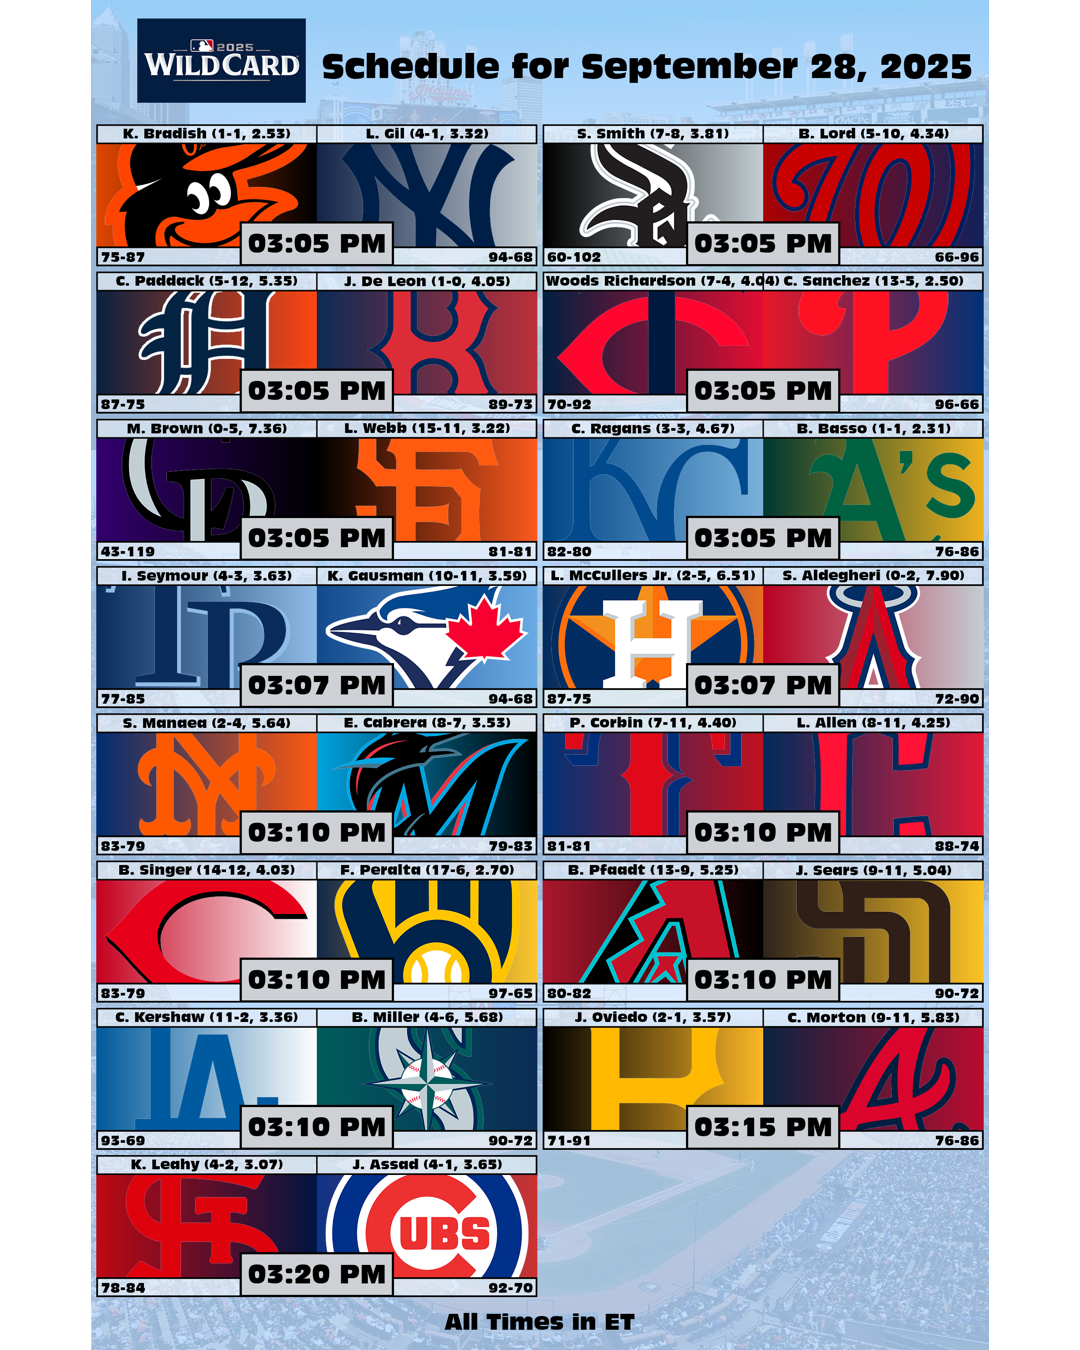 2025
WILD CARD
Schedule for September 28, 2025
K. Bradish (1-1, 2.53) L. Gil (4-1, 3.32)
03:05 PM
75-87 94-68
S. Smith (7-8, 3.81) B. Lord (5-10, 4.34)
03:05 PM
60-102 66-96
C. Paddack (5-12, 5.35) J. De Leon (1-0, 4.05)
03:05 PM
87-75 89-73
Woods Richardson (7-4, 4.04) C. Sanchez (13-5, 2.50)
03:05 PM
70-92 96-66
M. Brown (0-5, 7.36) L. Webb (15-11, 3.22)
03:05 PM
43-119 81-81
C. Ragans (3-3, 4.67) B. Basso (1-1, 2.31)
A's
03:05 PM
82-80 76-86
I. Seymour (4-3, 3.63) K. Gausman (10-11, 3.59)
TB
03:07 PM
77-85 94-68
L. McCullers Jr. (2-5, 6.51) S. Aldegheri (0-2, 7.90)
H A
03:07 PM
87-75 72-90
S. Manaea (2-4, 5.64) E. Cabrera (8-7, 3.53)
NY M
03:10 PM
83-79 79-83
P. Corbin (7-11, 4.40) L. Allen (8-11, 4.25)
T C
03:10 PM
81-81 88-74
B. Singer (14-12, 4.03) F. Peralta (17-6, 2.70)
C
03:10 PM
83-79 97-65
B. Pfaadt (13-9, 5.25) J. Sears (9-11, 5.04)
A SD
03:10 PM
80-82 90-72
C. Kershaw (11-2, 3.36) B. Miller (4-6, 5.68)
LA S
03:10 PM
93-69 90-72
J. Oviedo (2-1, 3.57) C. Morton (9-11, 5.83)
P A
03:15 PM
71-91 76-86
K. Leahy (4-2, 3.07) J. Assad (4-1, 3.65)
STL CUBS
03:20 PM
78-84 92-70
All Times in ET